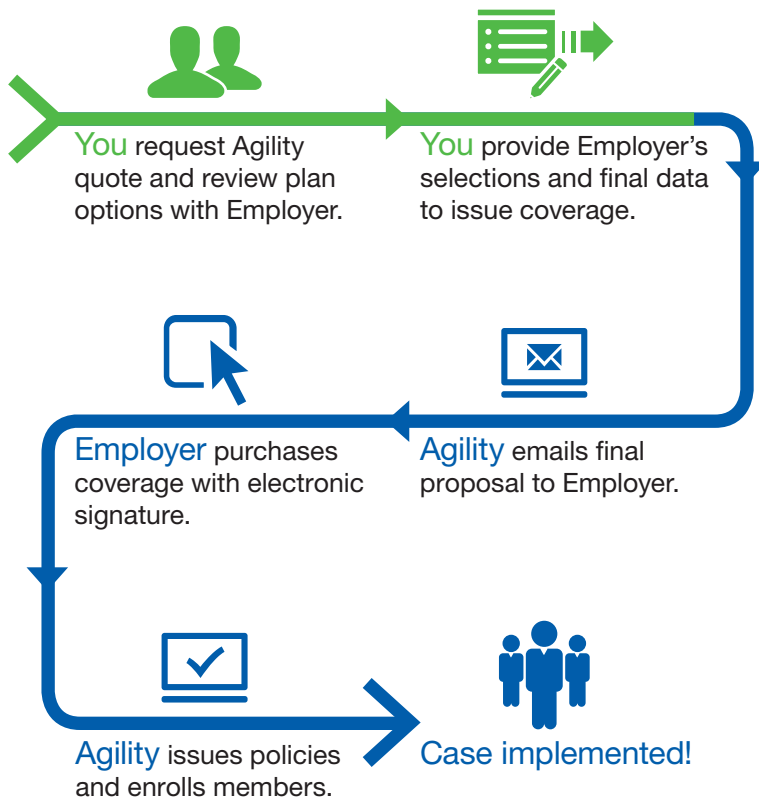 You request Agility
quote and review plan
options with Employer.
You provide Employer's
selections and final data
to issue coverage.
Agility emails final
proposal to Employer.
Employer purchases
coverage with electronic
signature.
Agility issues policies
and enrolls members.
Case implemented!